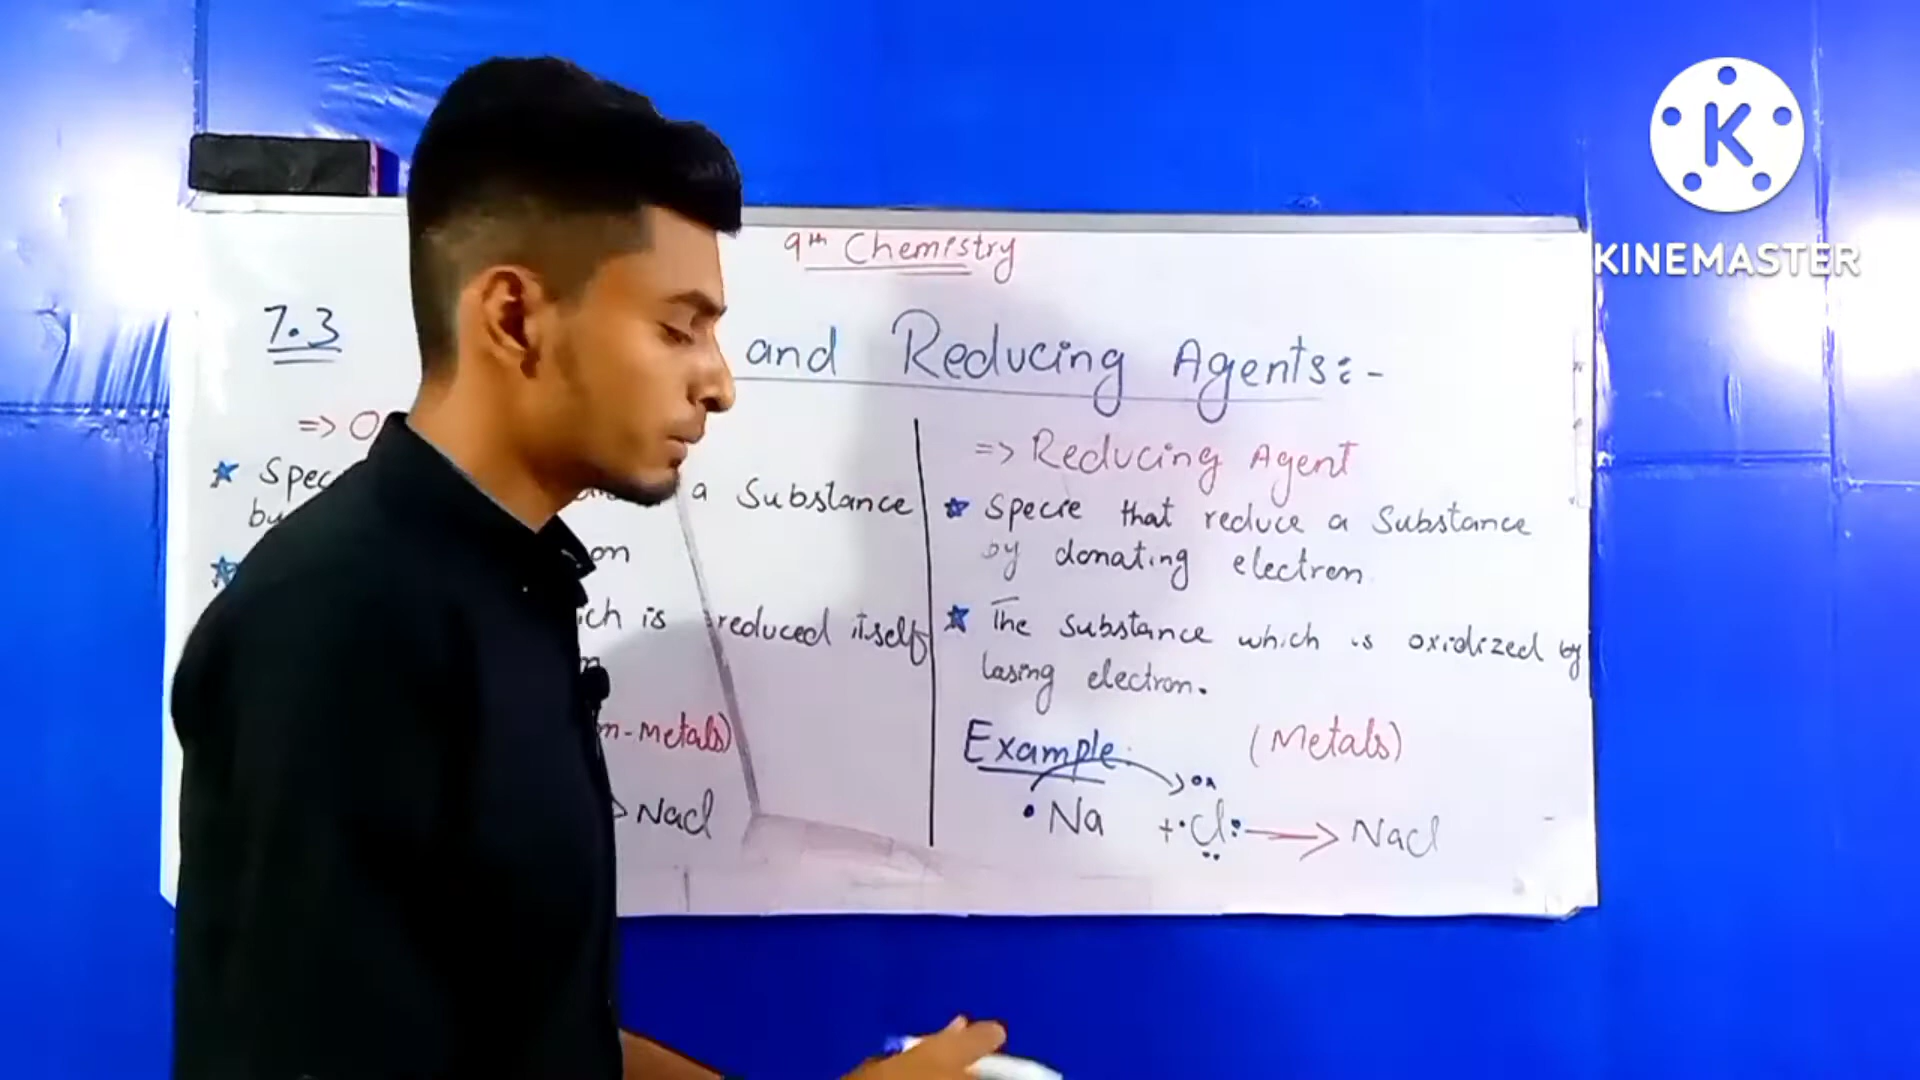 K
KINEMASTER
9th Chemistry
7.3 and Reducing Agents:-
=> O
★ Spec a Substance
by on
★ ich is reduced itself
n-metals)
> Nacl
=> Reducing Agent
★ Specie that reduce a Substance
by donating electron
★ The substance which is oxidized by
lasing electron.
Example: (Metals)
Na + Cl → Nacl